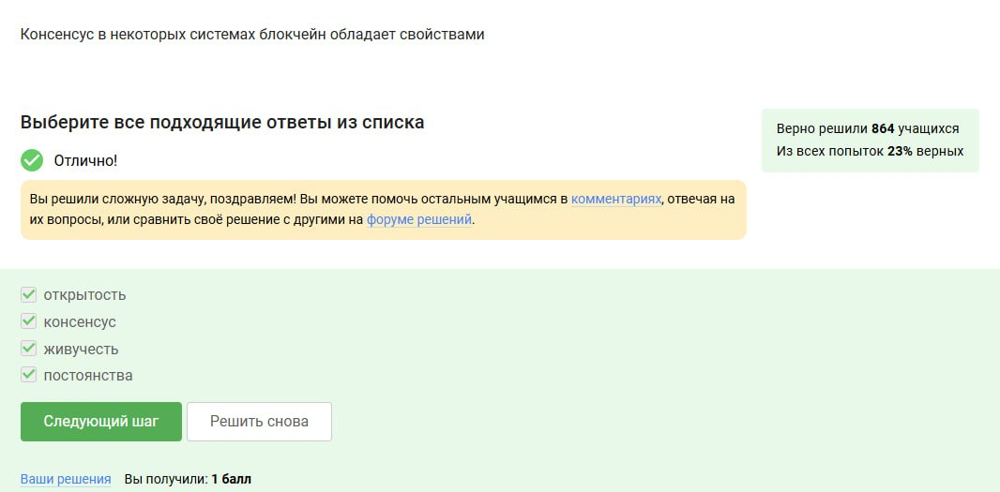 Консенсус в некоторых системах блокчейн обладает свойствами
Выберите все подходящие ответы из списка
Верно решили 864 учащихся
Из всех попыток 23% верных
Отлично!
Вы решили сложную задачу, поздравляем! Вы можете помочь остальным учащимся в комментариях, отвечая на
их вопросы, или сравнить своё решение с другими на форуме решений.
открытость
консенсус
живучесть
постоянства
Следующий шаг Решить снова
Ваши решения Вы получили: 1 балл